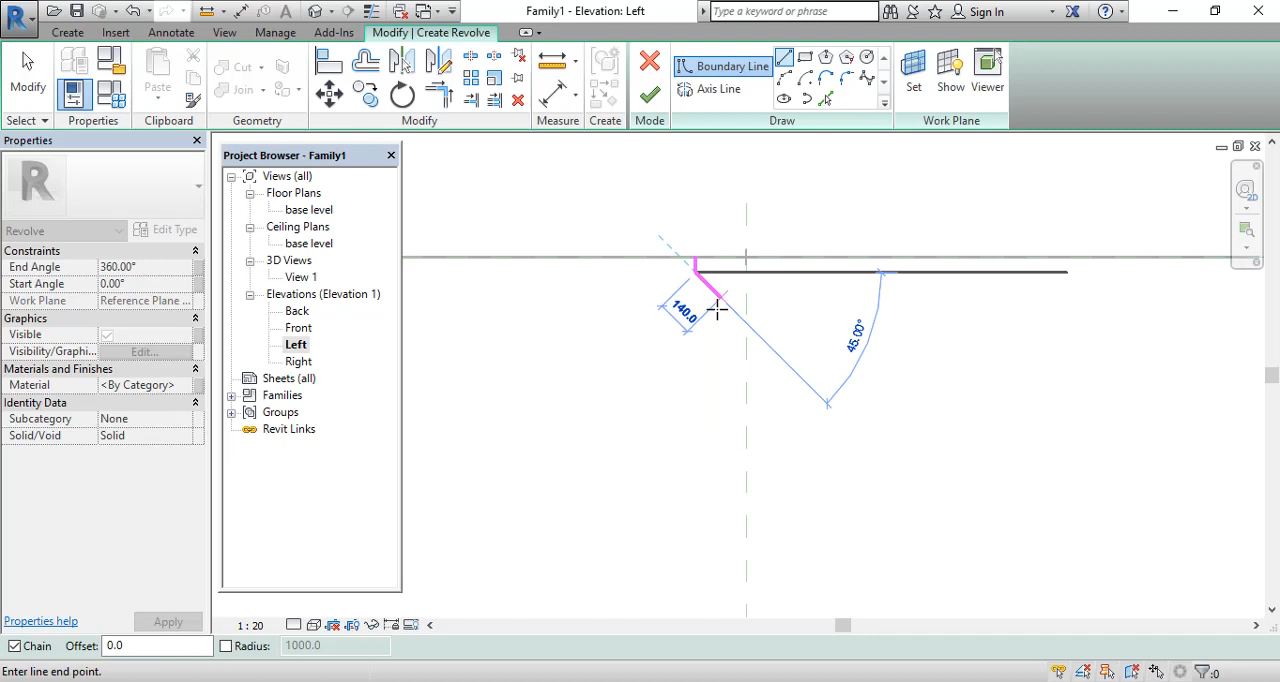 Family1 - Elevation: Left
Type a keyword or phrase
Sign In
Create Insert Annotate View Manage Add-Ins Modify | Create Revolve
Modify
Paste
Cut
Join
Boundary Line
Axis Line
Set Show Viewer
Select Properties Clipboard Geometry Modify Measure Create Mode Draw Work Plane
Properties
R
Revolve
Edit Type
Constraints
End Angle 360.00°
Start Angle 0.00°
Work Plane Reference Plane ...
Graphics
Visible
Visibility/Graphi... Edit...
Materials and Finishes
Material <By Category>
Identity Data
Subcategory None
Solid/Void Solid
Properties help
Apply
Project Browser - Family1
Views (all)
Floor Plans
base level
Ceiling Plans
base level
3D Views
View 1
Elevations (Elevation 1)
Back
Front
Left
Right
Sheets (all)
Families
Groups
Revit Links
140.0
45.00°
2D
1 : 20
Chain Offset: 0.0 Radius: 1000.0
Enter line end point.
:0